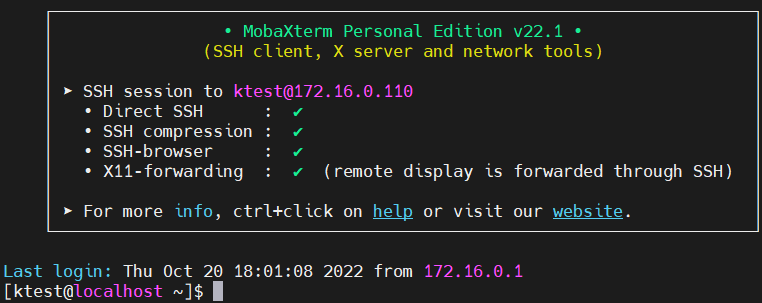 • MobaXterm Personal Edition v22.1 •
(SSH client, X server and network tools)
➤ SSH session to ktest@172.16.0.110
• Direct SSH : ✔
• SSH compression : ✔
• SSH-browser : ✔
• X11-forwarding : ✔ (remote display is forwarded through SSH)
➤ For more info, ctrl+click on help or visit our website.
Last login: Thu Oct 20 18:01:08 2022 from 172.16.0.1
[ktest@localhost ~]$